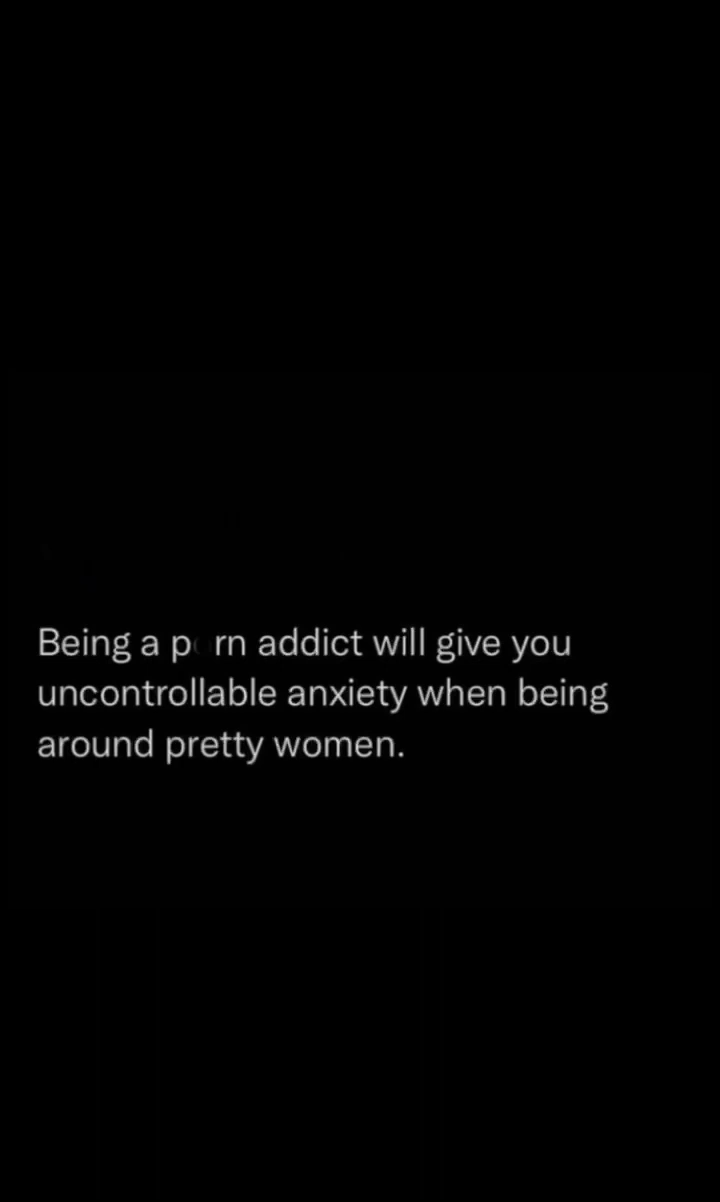 Being a p rn addict will give you
uncontrollable anxiety when being
around pretty women.